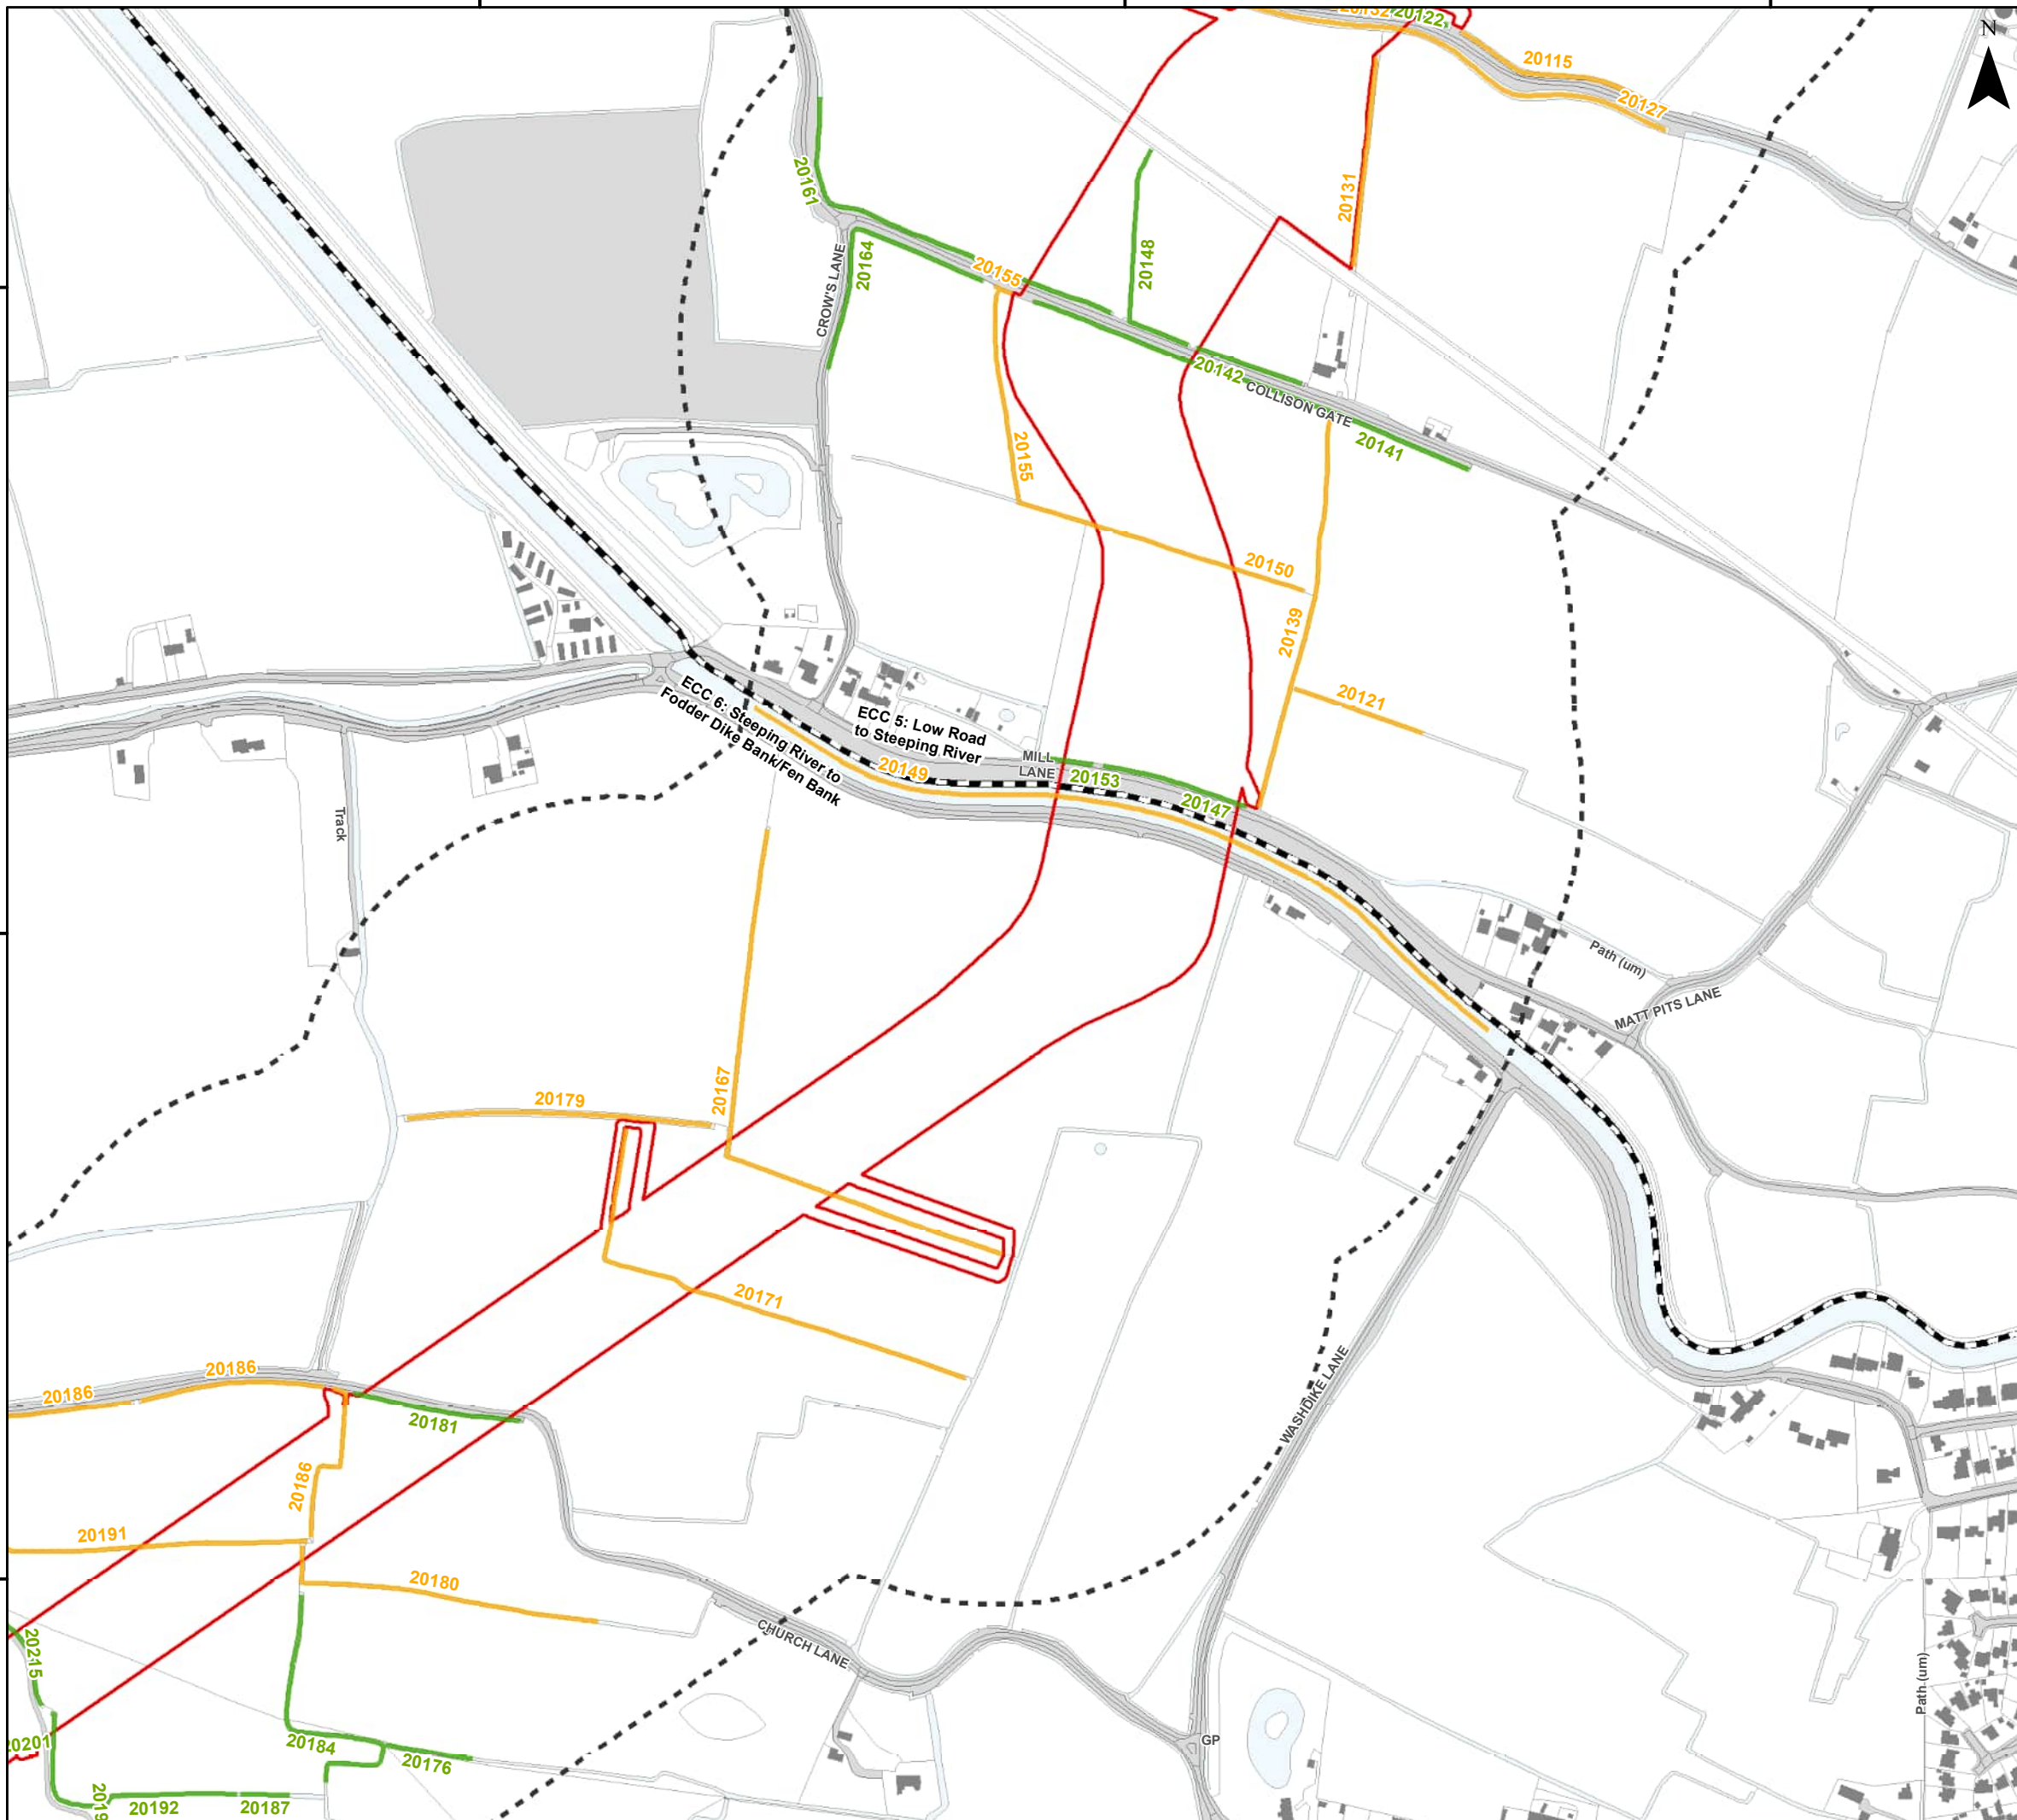 20132
20122
N
20115
20127
20161
20131
20164
20148
CROW'S LANE
20155
20142
COLLISON GATE
20141
20155
20150
20139
20121
ECC 6: Steeping River to
Fodder Dike Bank/Fen Bank
ECC 5: Low Road
to Steeping River
MILL
LANE
20149
20153
20147
Track
Path (um)
MATT PITS LANE
20167
20179
20171
20186
20186
20181
WASHDIKE LANE
20186
20191
20180
CHURCH LANE
20215
Path (um)
20201
20184
20176
GP
20192
20187